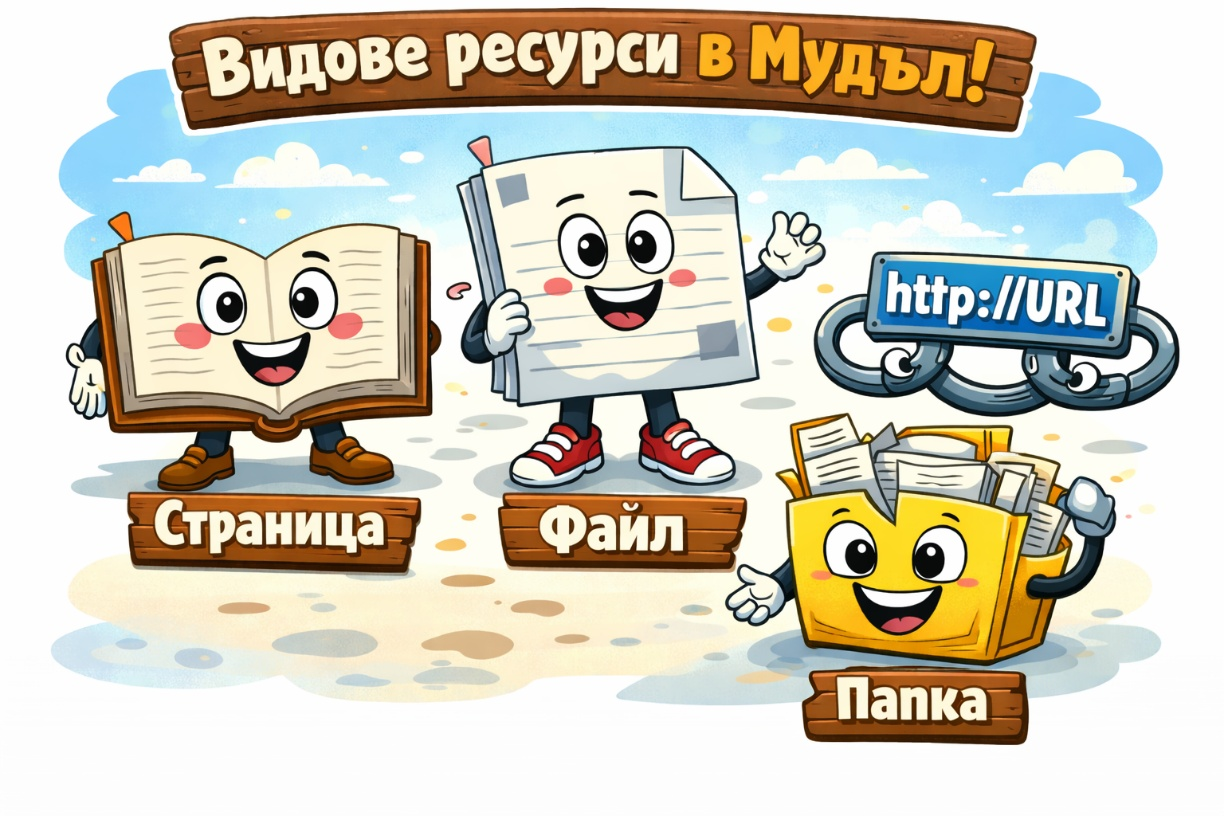 Видове ресурси в Мудъл!
http://URL
Страница
Файл
Папка